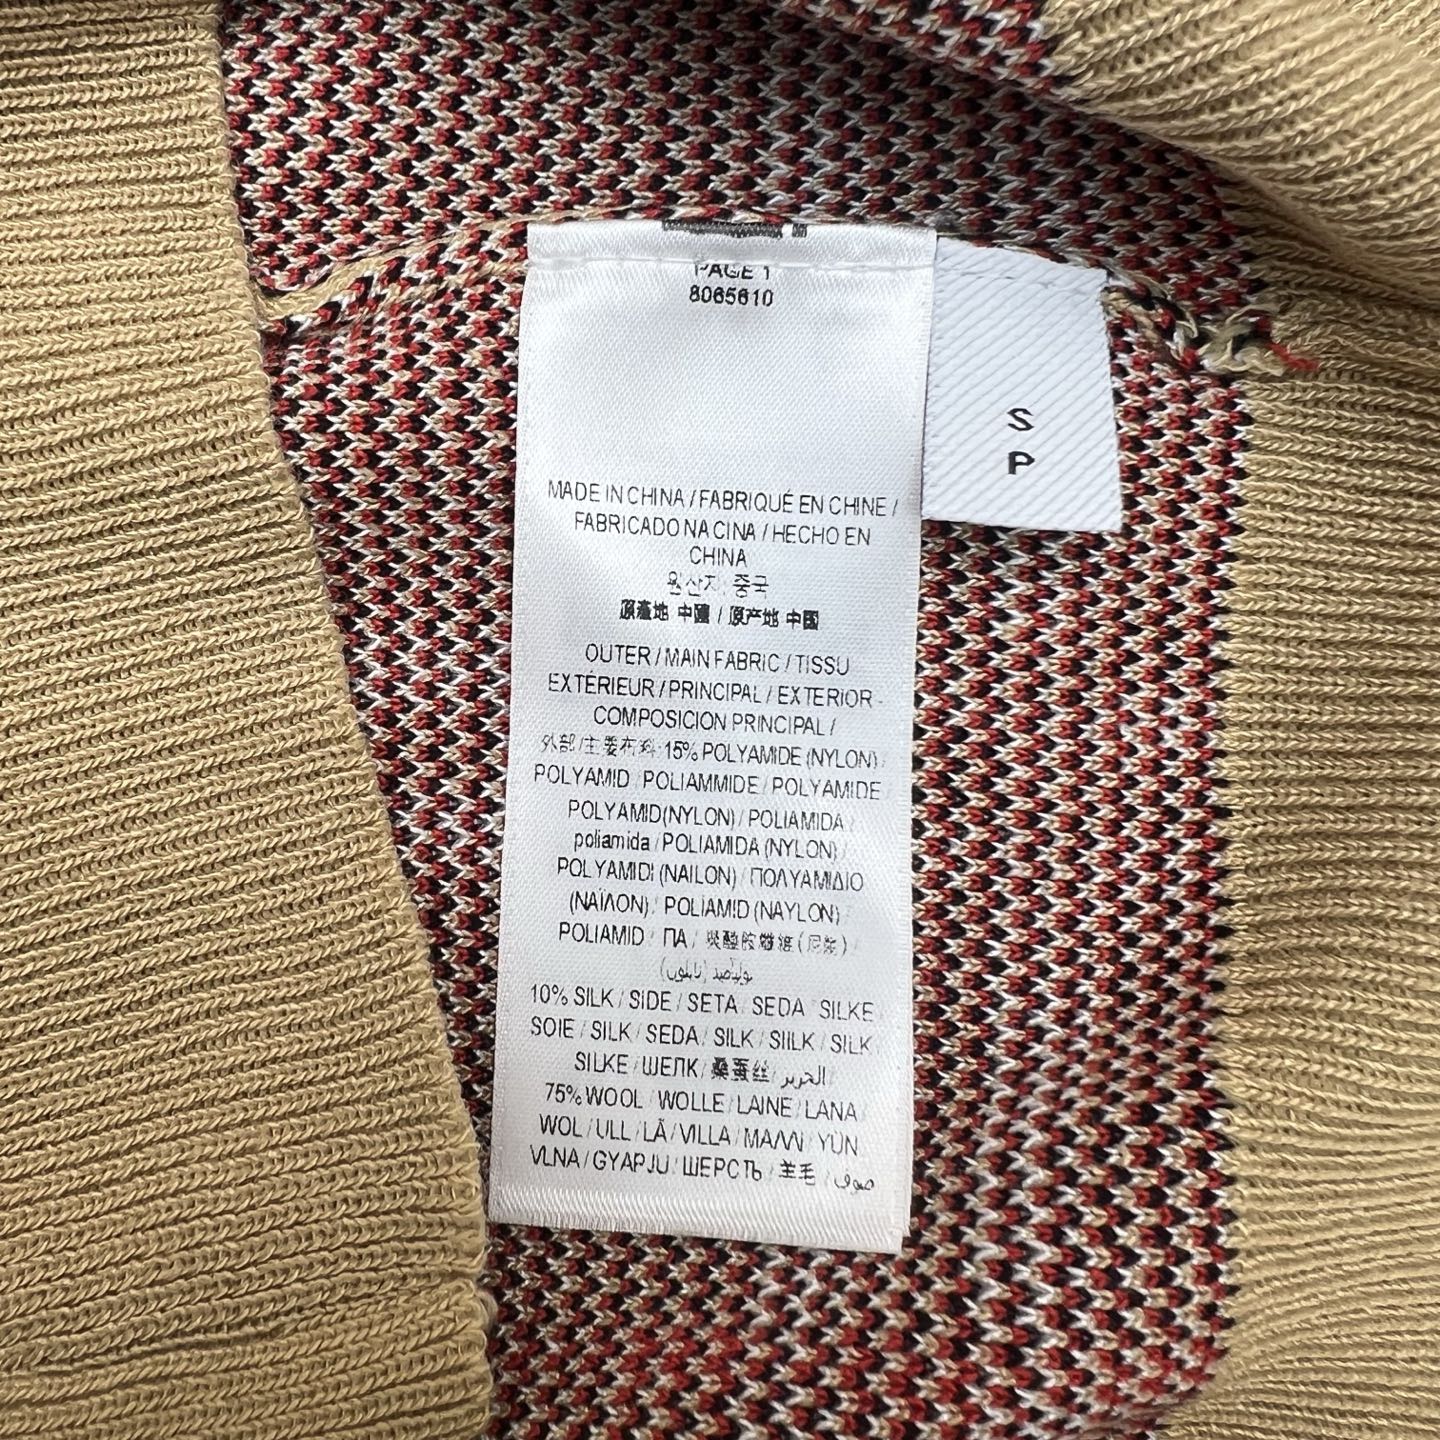 PAGE 1
8065610
S
P
MADE IN CHINA / FABRIQUÉ EN CHINE /
FABRICADO NA CINA / HECHO EN
CHINA
원산지: 중국
原產地 中國 / 原产地 中国
OUTER / MAIN FABRIC / TISSU
EXTÉRIEUR / PRINCIPAL / EXTERIOR -
COMPOSICION PRINCIPAL /
外部/主要布料 15% POLYAMIDE (NYLON) /
POLYAMID / POLIAMMIDE / POLYAMIDE /
POLYAMID(NYLON) / POLIAMIDA /
poliamida / POLIAMIDA (NYLON) /
POLYAMIDI (NAILON) / ΠΟΛΥΑΜΙΔΙΟ
(ΝΑΪΛΟΝ) / POLIAMID (NAYLON) /
POLIAMID / ПА /
10% SILK / SIDE / SETA / SEDA / SILKE /
SOIE / SILK / SEDA / SILK / SIILK / SILK /
SILKE / ШЕПК / 桑蚕丝 / الحرير /
75% WOOL / WOLLE / LAINE / LANA /
WOL / ULL / LÃ / VILLA / ΜΑΛΛΙ / YÜN
VLNA / GYAPJU / ШЕРСТЬ / 羊毛 / صوف /